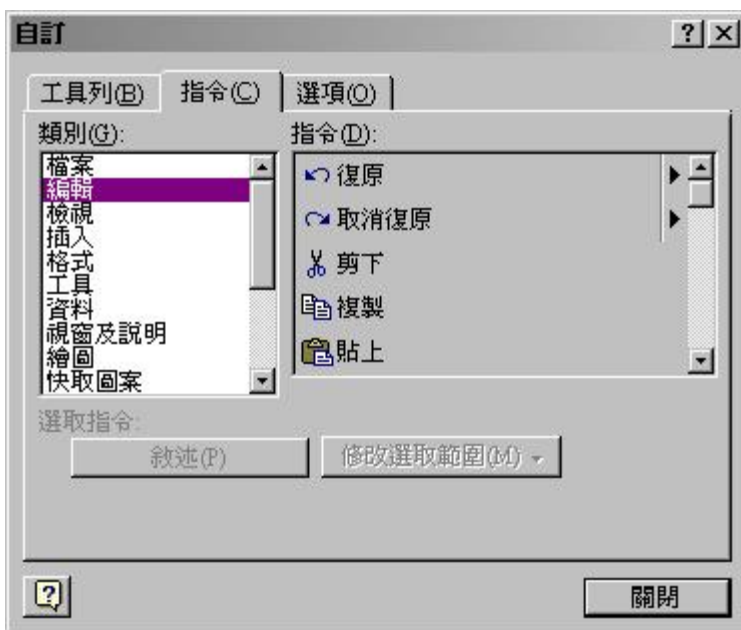 自訂
工具列(B) 指令(C) 選項(O)
類別(G):
檔案
編輯
檢視
插入
格式
工具
資料
視窗及說明
繪圖
快取圖案
指令(D):
復原
取消復原
剪下
複製
貼上
選取指令:
敘述(P) 修改選取範圍(M)
關閉